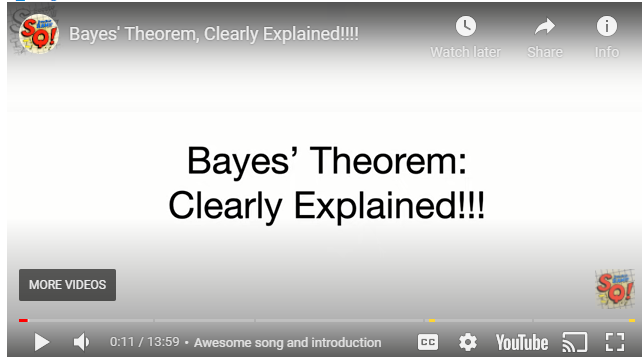 Bayes' Theorem, Clearly Explained!!!!
Watch later
Share
Info
Bayes’ Theorem:
Clearly Explained!!!
MORE VIDEOS
SQ!
0:11 / 13:59 • Awesome song and introduction
CC
YouTube